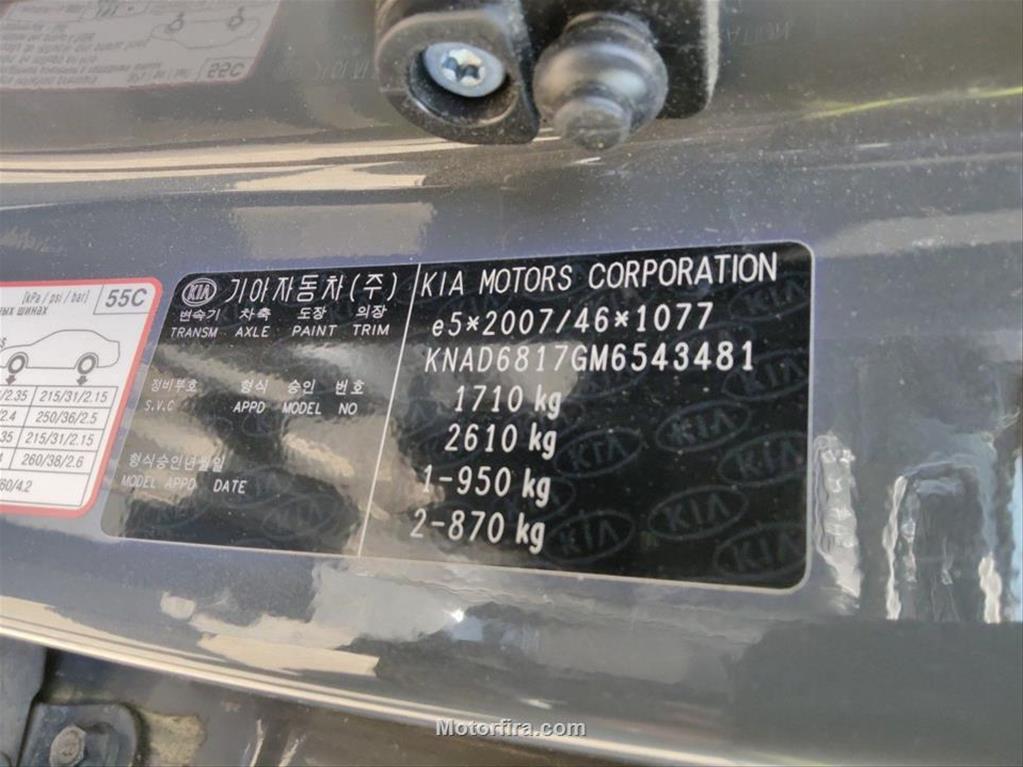 [kPa / psi / bar] 55C
215/31/2.15
250/36/2.5
215/31/2.15
260/38/2.6
KIA 기아자동차(주)
변속기 차축 도장 의장
TRANSM AXLE PAINT TRIM
정비부호 형식 승인 번호
S.V.C APPD MODEL NO
형식승인년월일
MODEL APPD DATE
KIA MOTORS CORPORATION
e5*2007/46*1077
KNAD6817GM6543481
1710 kg
2610 kg
1-950 kg
2-870 kg
Motorfira.com